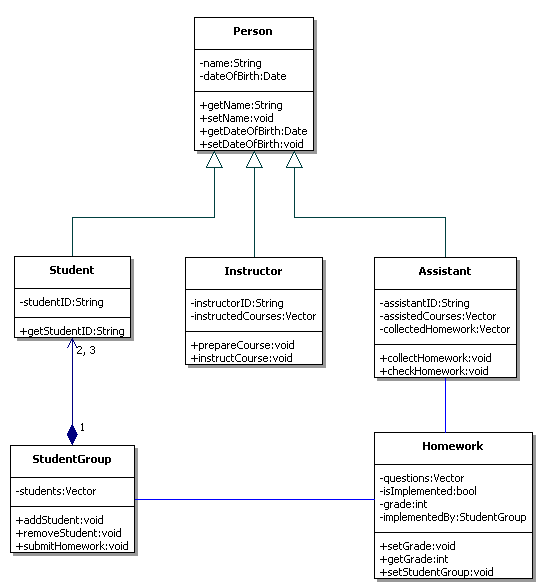 Person
-name:String
-dateOfBirth:Date
+getName:String
+setName:void
+getDateOfBirth:Date
+setDateOfBirth:void
Student
-studentID:String
+getStudentID:String
Instructor
-instructorID:String
-instructedCourses:Vector
+prepareCourse:void
+instructCourse:void
Assistant
-assistantID:String
-assistedCourses:Vector
-collectedHomework:Vector
+collectHomework:void
+checkHomework:void
2, 3
1
StudentGroup
-students:Vector
+addStudent:void
+removeStudent:void
+submitHomework:void
Homework
-questions:Vector
-isImplemented:bool
-grade:int
-implementedBy:StudentGroup
+setGrade:void
+getGrade:int
+setStudentGroup:void